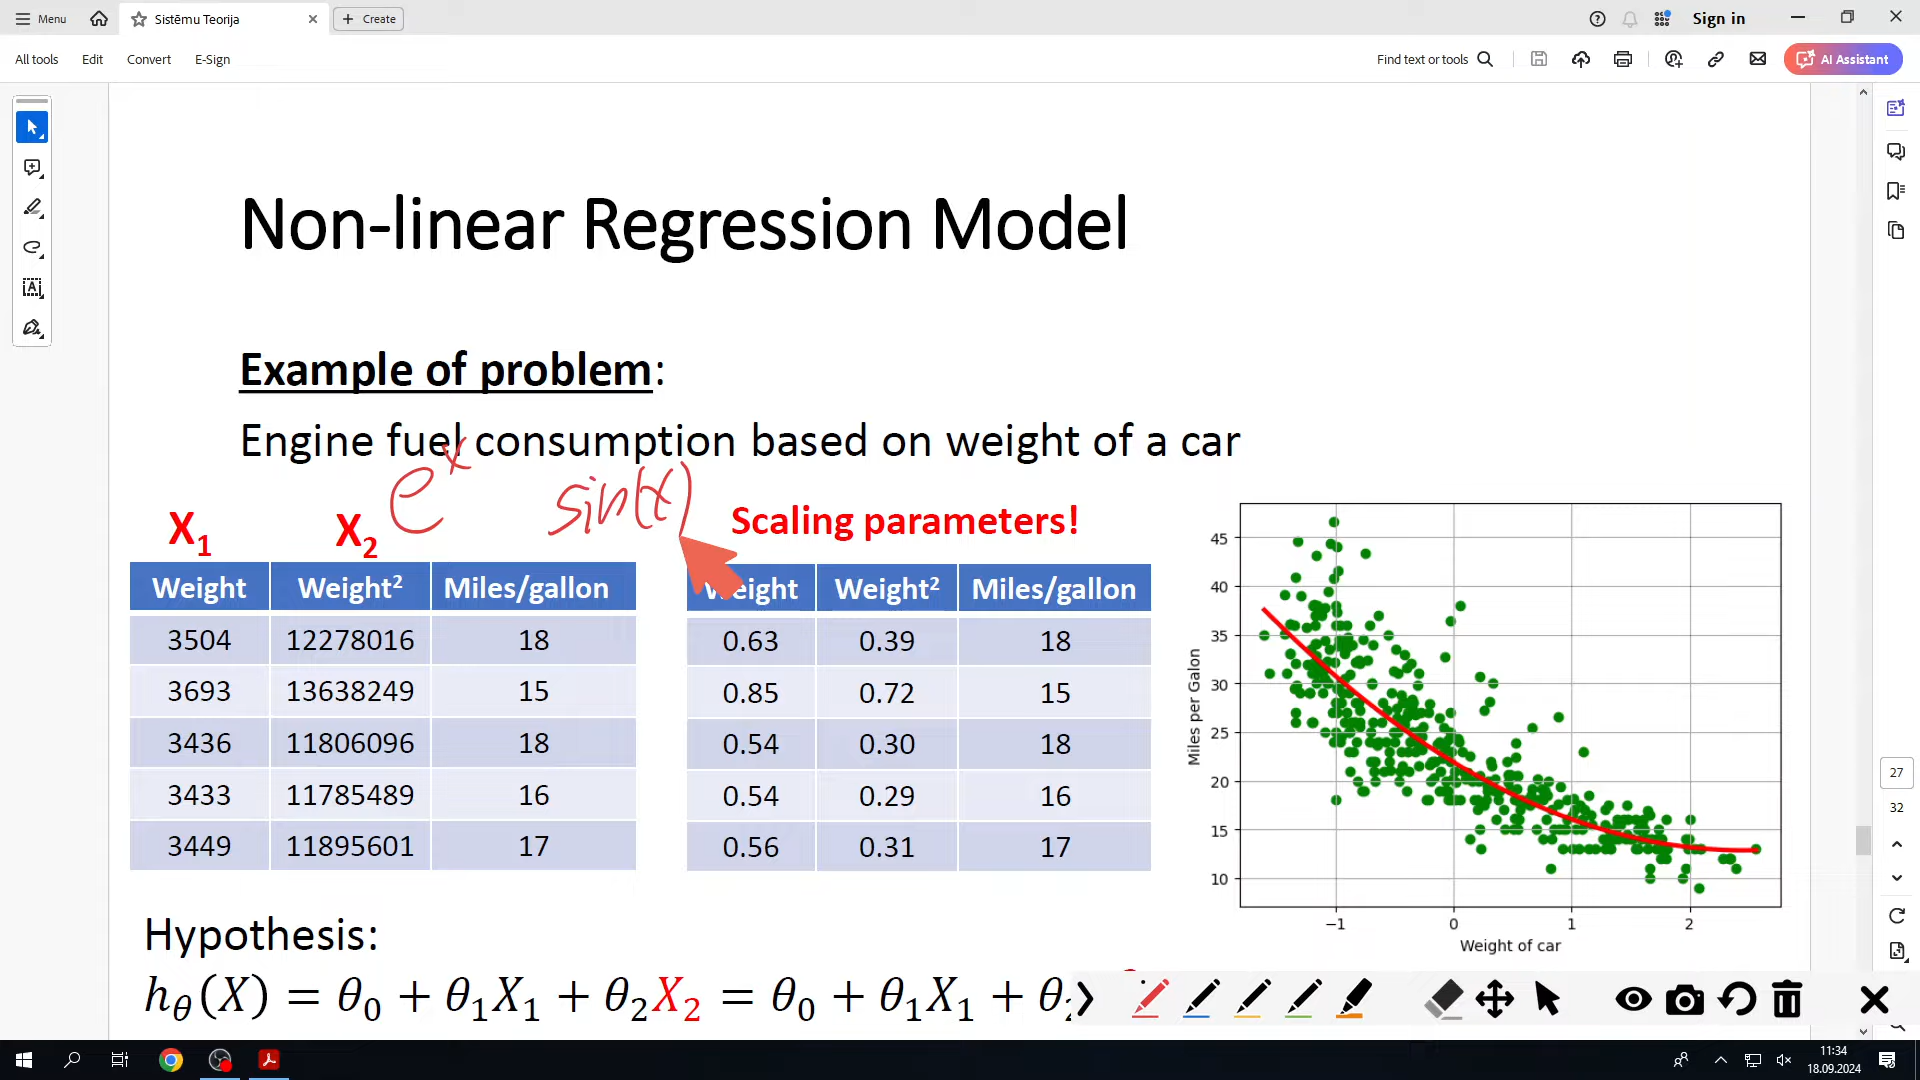 Menu
Sistēmu Teorija
Create
Sign in
All tools
Edit
Convert
E-Sign
Find text or tools
AI Assistant
Non-linear Regression Model
Example of problem:
Engine fuel consumption based on weight of a car
e^x sin(x)
X₁ X₂ Scaling parameters!
Weight Weight² Miles/gallon
3504 12278016 18
3693 13638249 15
3436 11806096 18
3433 11785489 16
3449 11895601 17
Weight Weight² Miles/gallon
0.63 0.39 18
0.85 0.72 15
0.54 0.30 18
0.54 0.29 16
0.56 0.31 17
Miles per Galon
45
40
35
30
25
20
15
10
−1 0 1 2
Weight of car
27
32
Hypothesis:
hθ(X) = θ₀ + θ₁X₁ + θ₂X₂ = θ₀ + θ₁X₁ + θ₂
11:34
18.09.2024